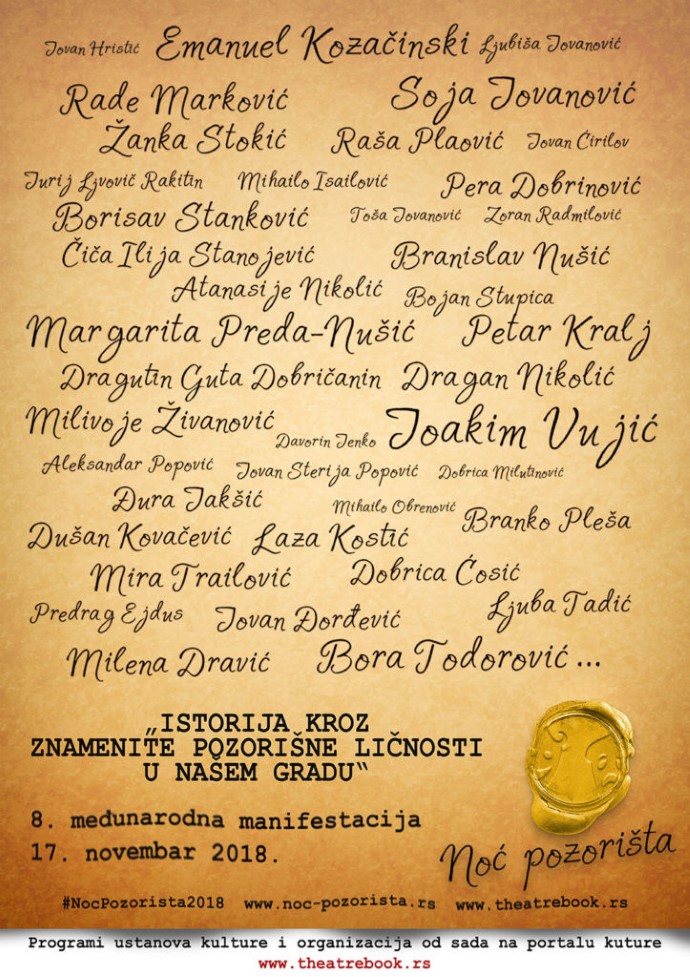 Jovan Hristić Emanuel Kozačinski Ljubiša Jovanović
Rade Marković Soja Jovanović
Žanka Stokić Raša Plaović Jovan Ćirilov
Jurij Ljvovič Rakitin Mihailo Isailović Pera Dobrinović
Borisav Stanković Toša Jovanović Zoran Radmilović
Čiča Ilija Stanojević Branislav Nušić
Atanasije Nikolić Bojan Stupica
Margarita Preda-Nušić Petar Kralj
Dragutin Guta Dobričanin Dragan Nikolić
Milivoje Živanović Davorin Jenko Joakim Vujić
Aleksandar Popović Jovan Sterija Popović Dobrica Milutinović
Đura Jakšić Mihailo Obrenović Branko Pleša
Dušan Kovačević Laza Kostić
Mira Trailović Dobrica Ćosić
Predrag Ejdus Jovan Đorđević Ljuba Tadić
Milena Dravić Bora Todorović ...
„ISTORIJA KROZ
ZNAMENITE POZORIŠNE LIČNOSTI
U NAŠEM GRADU“
8. međunarodna manifestacija
17. novembar 2018.
Noć pozorišta
#NocPozorista2018 www.noc-pozorista.rs www.theatrebook.rs
Programi ustanova kulture i organizacija od sada na portalu kuture
www.theatrebook.rs